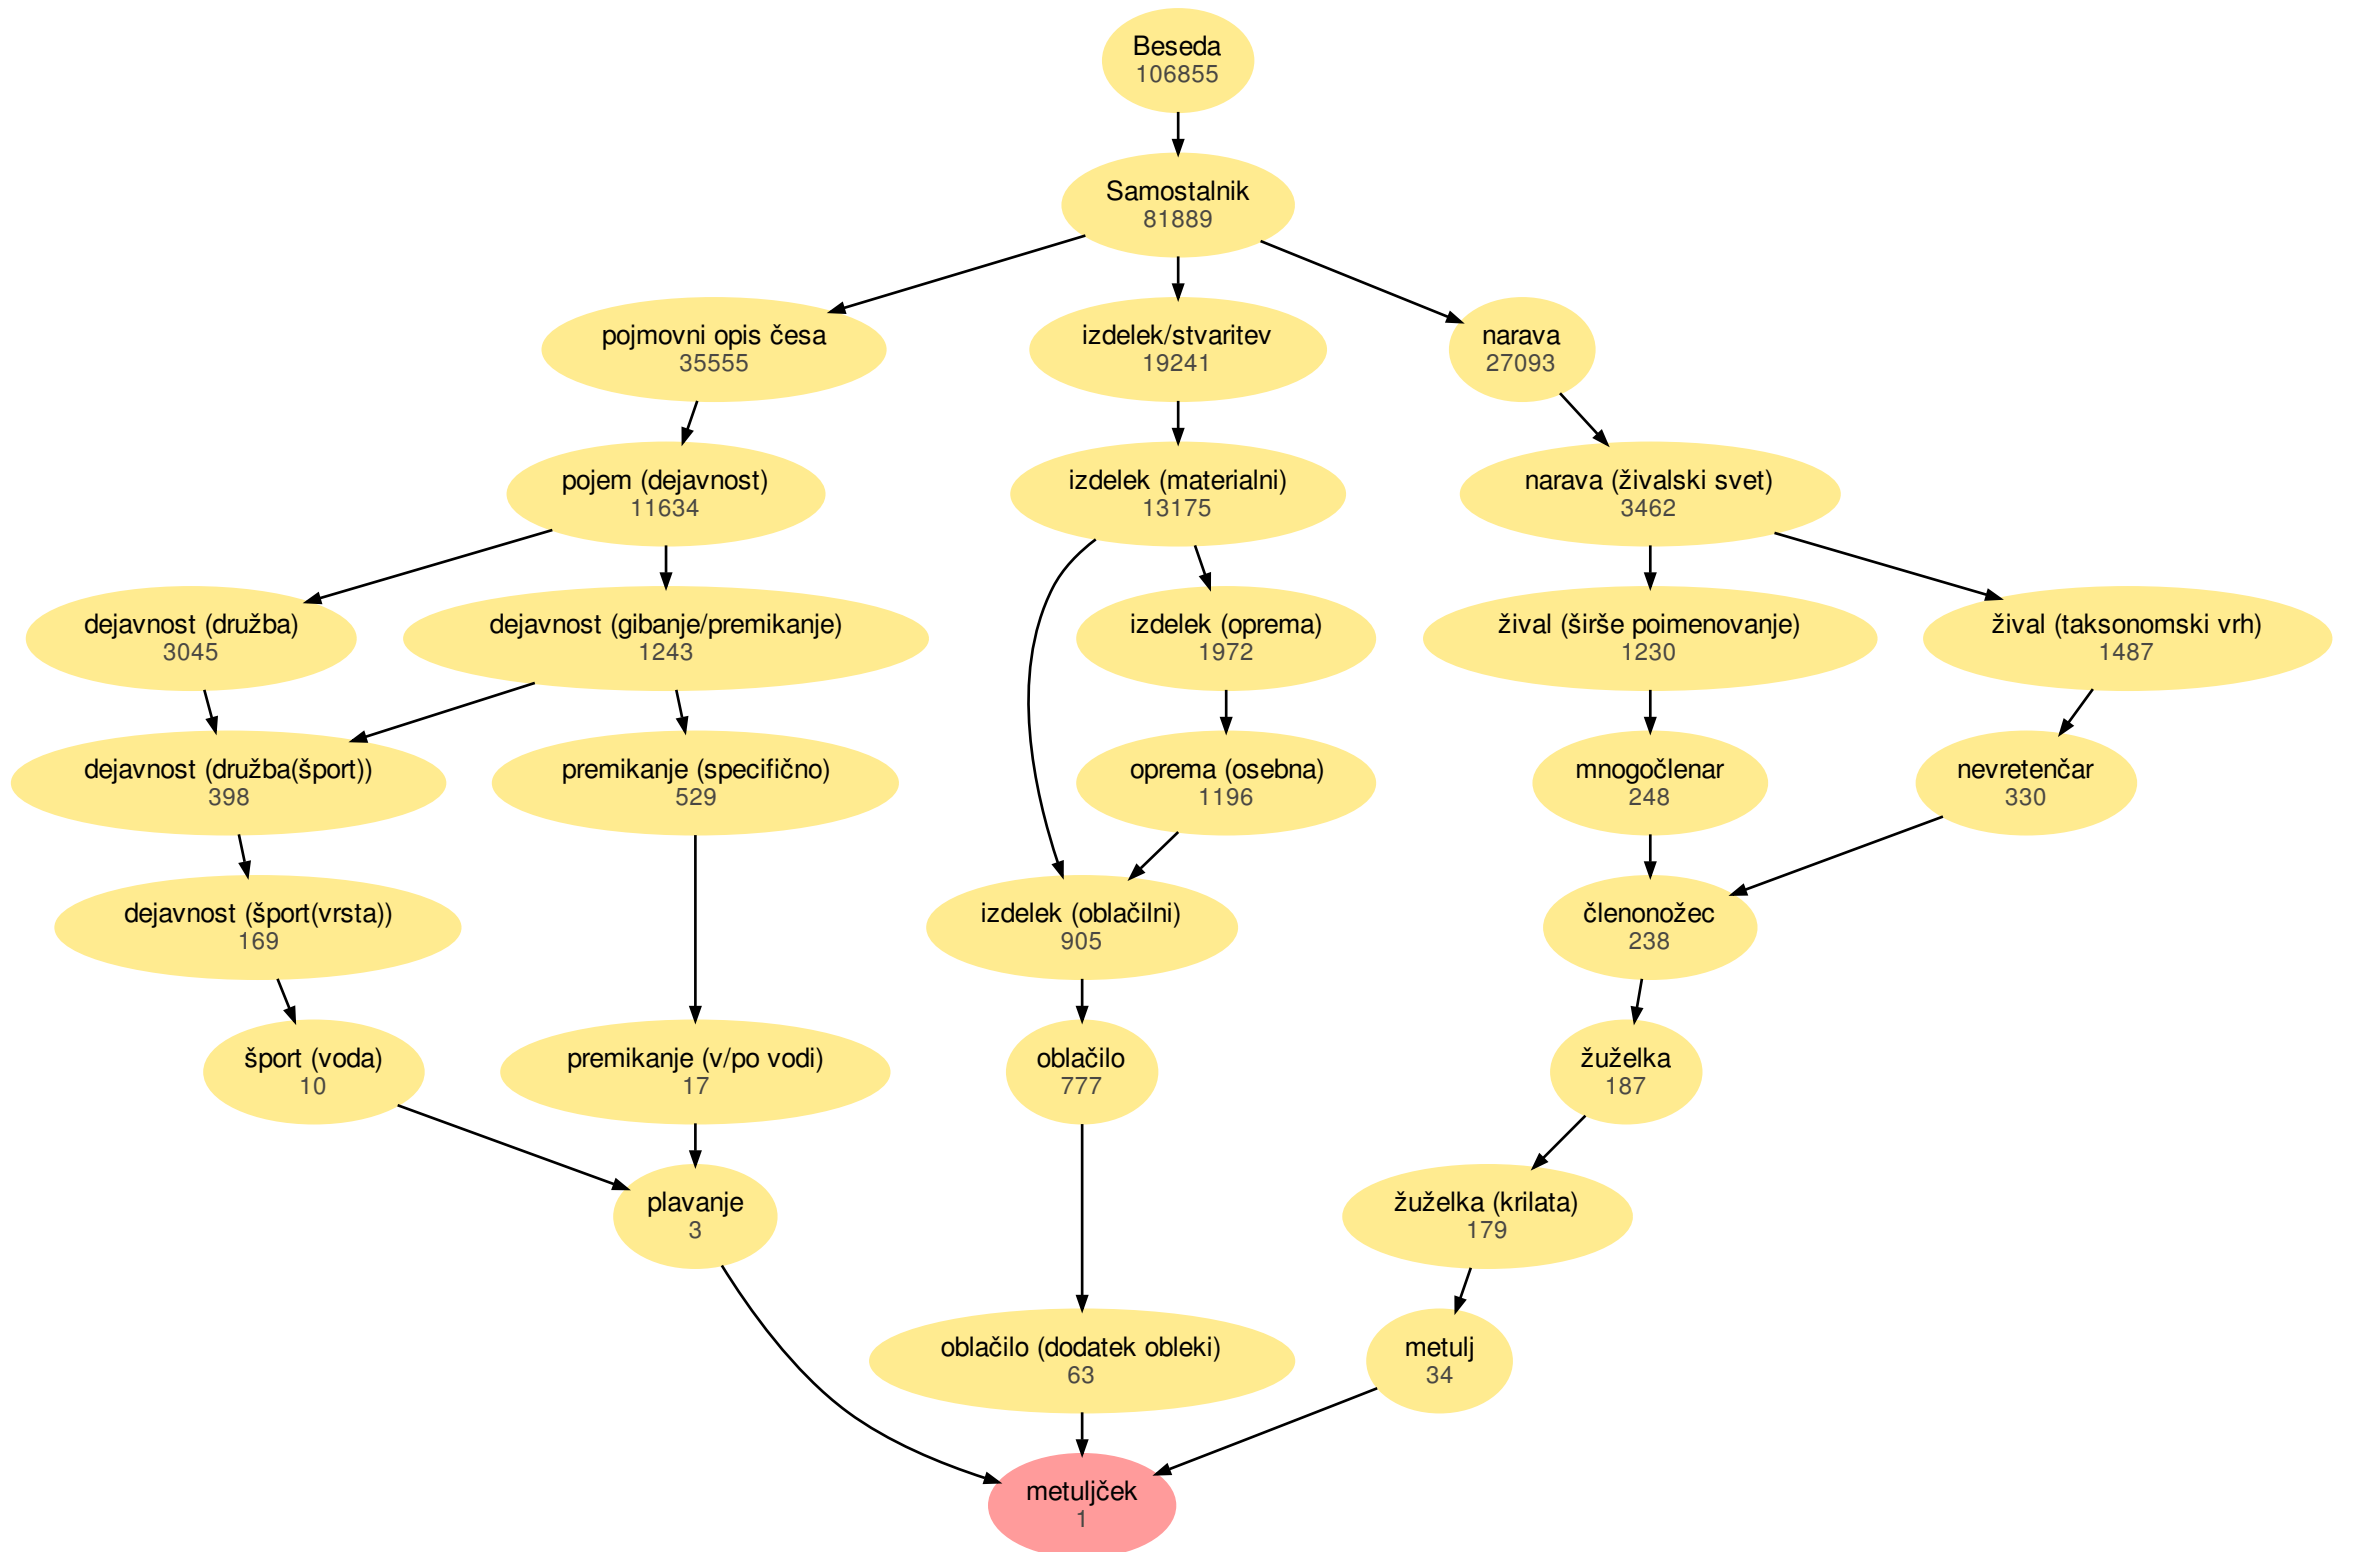 Beseda
106855
Samostalnik
81889
pojmovni opis česa
35555
izdelek/stvaritev
19241
narava
27093
pojem (dejavnost)
11634
izdelek (materialni)
13175
narava (živalski svet)
3462
dejavnost (družba)
3045
dejavnost (gibanje/premikanje)
1243
izdelek (oprema)
1972
žival (širše poimenovanje)
1230
žival (taksonomski vrh)
1487
dejavnost (družba(šport))
398
premikanje (specifično)
529
oprema (osebna)
1196
mnogočlenar
248
nevretenčar
330
dejavnost (šport(vrsta))
169
izdelek (oblačilni)
905
členonožec
238
šport (voda)
10
premikanje (v/po vodi)
17
oblačilo
777
žuželka
187
plavanje
3
žuželka (krilata)
179
oblačilo (dodatek obleki)
63
metulj
34
metuljček
1